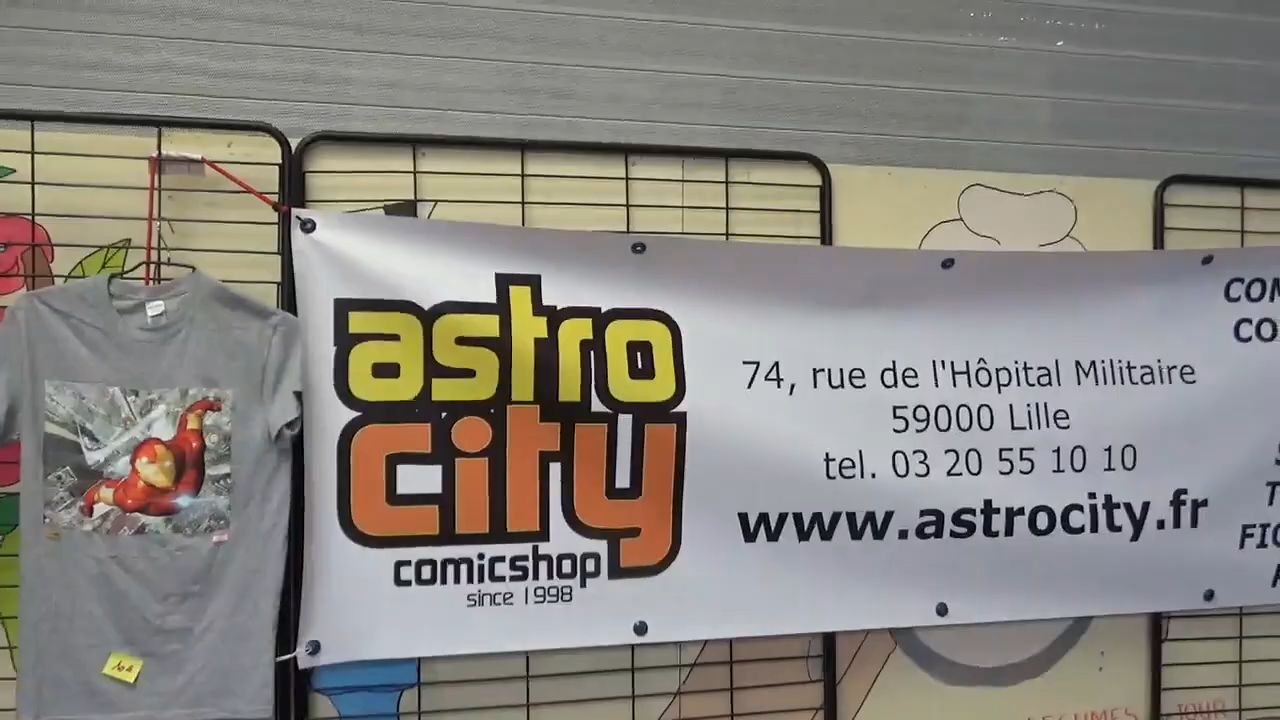 astro
city
comicshop
since 1998
74, rue de l'Hôpital Militaire
59000 Lille
tel. 03 20 55 10 10
www.astrocity.fr
JOUR